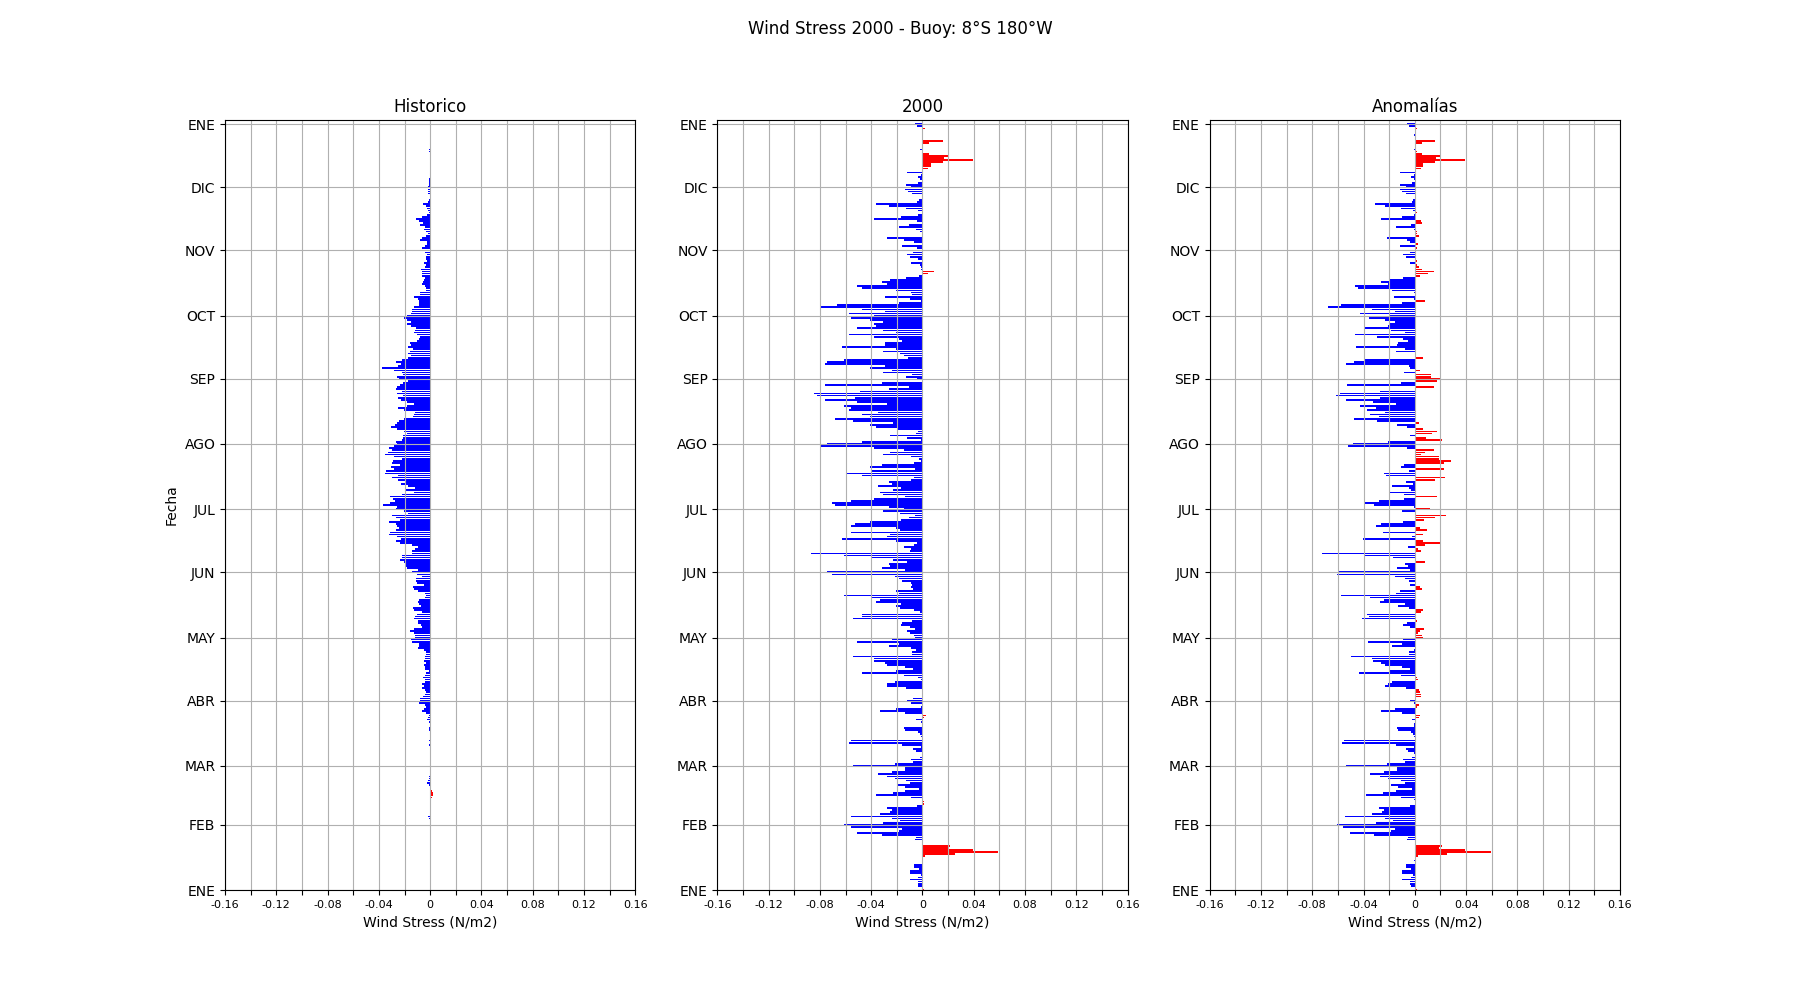 Wind Stress 2000 - Buoy: 8°S 180°W
Historico
2000
Anomalías
ENE
DIC
NOV
OCT
SEP
AGO
JUL
JUN
MAY
ABR
MAR
FEB
ENE
Fecha
-0.16 -0.12 -0.08 -0.04 0 0.04 0.08 0.12 0.16
Wind Stress (N/m2)
ENE
DIC
NOV
OCT
SEP
AGO
JUL
JUN
MAY
ABR
MAR
FEB
ENE
-0.16 -0.12 -0.08 -0.04 0 0.04 0.08 0.12 0.16
Wind Stress (N/m2)
ENE
DIC
NOV
OCT
SEP
AGO
JUL
JUN
MAY
ABR
MAR
FEB
ENE
-0.16 -0.12 -0.08 -0.04 0 0.04 0.08 0.12 0.16
Wind Stress (N/m2)